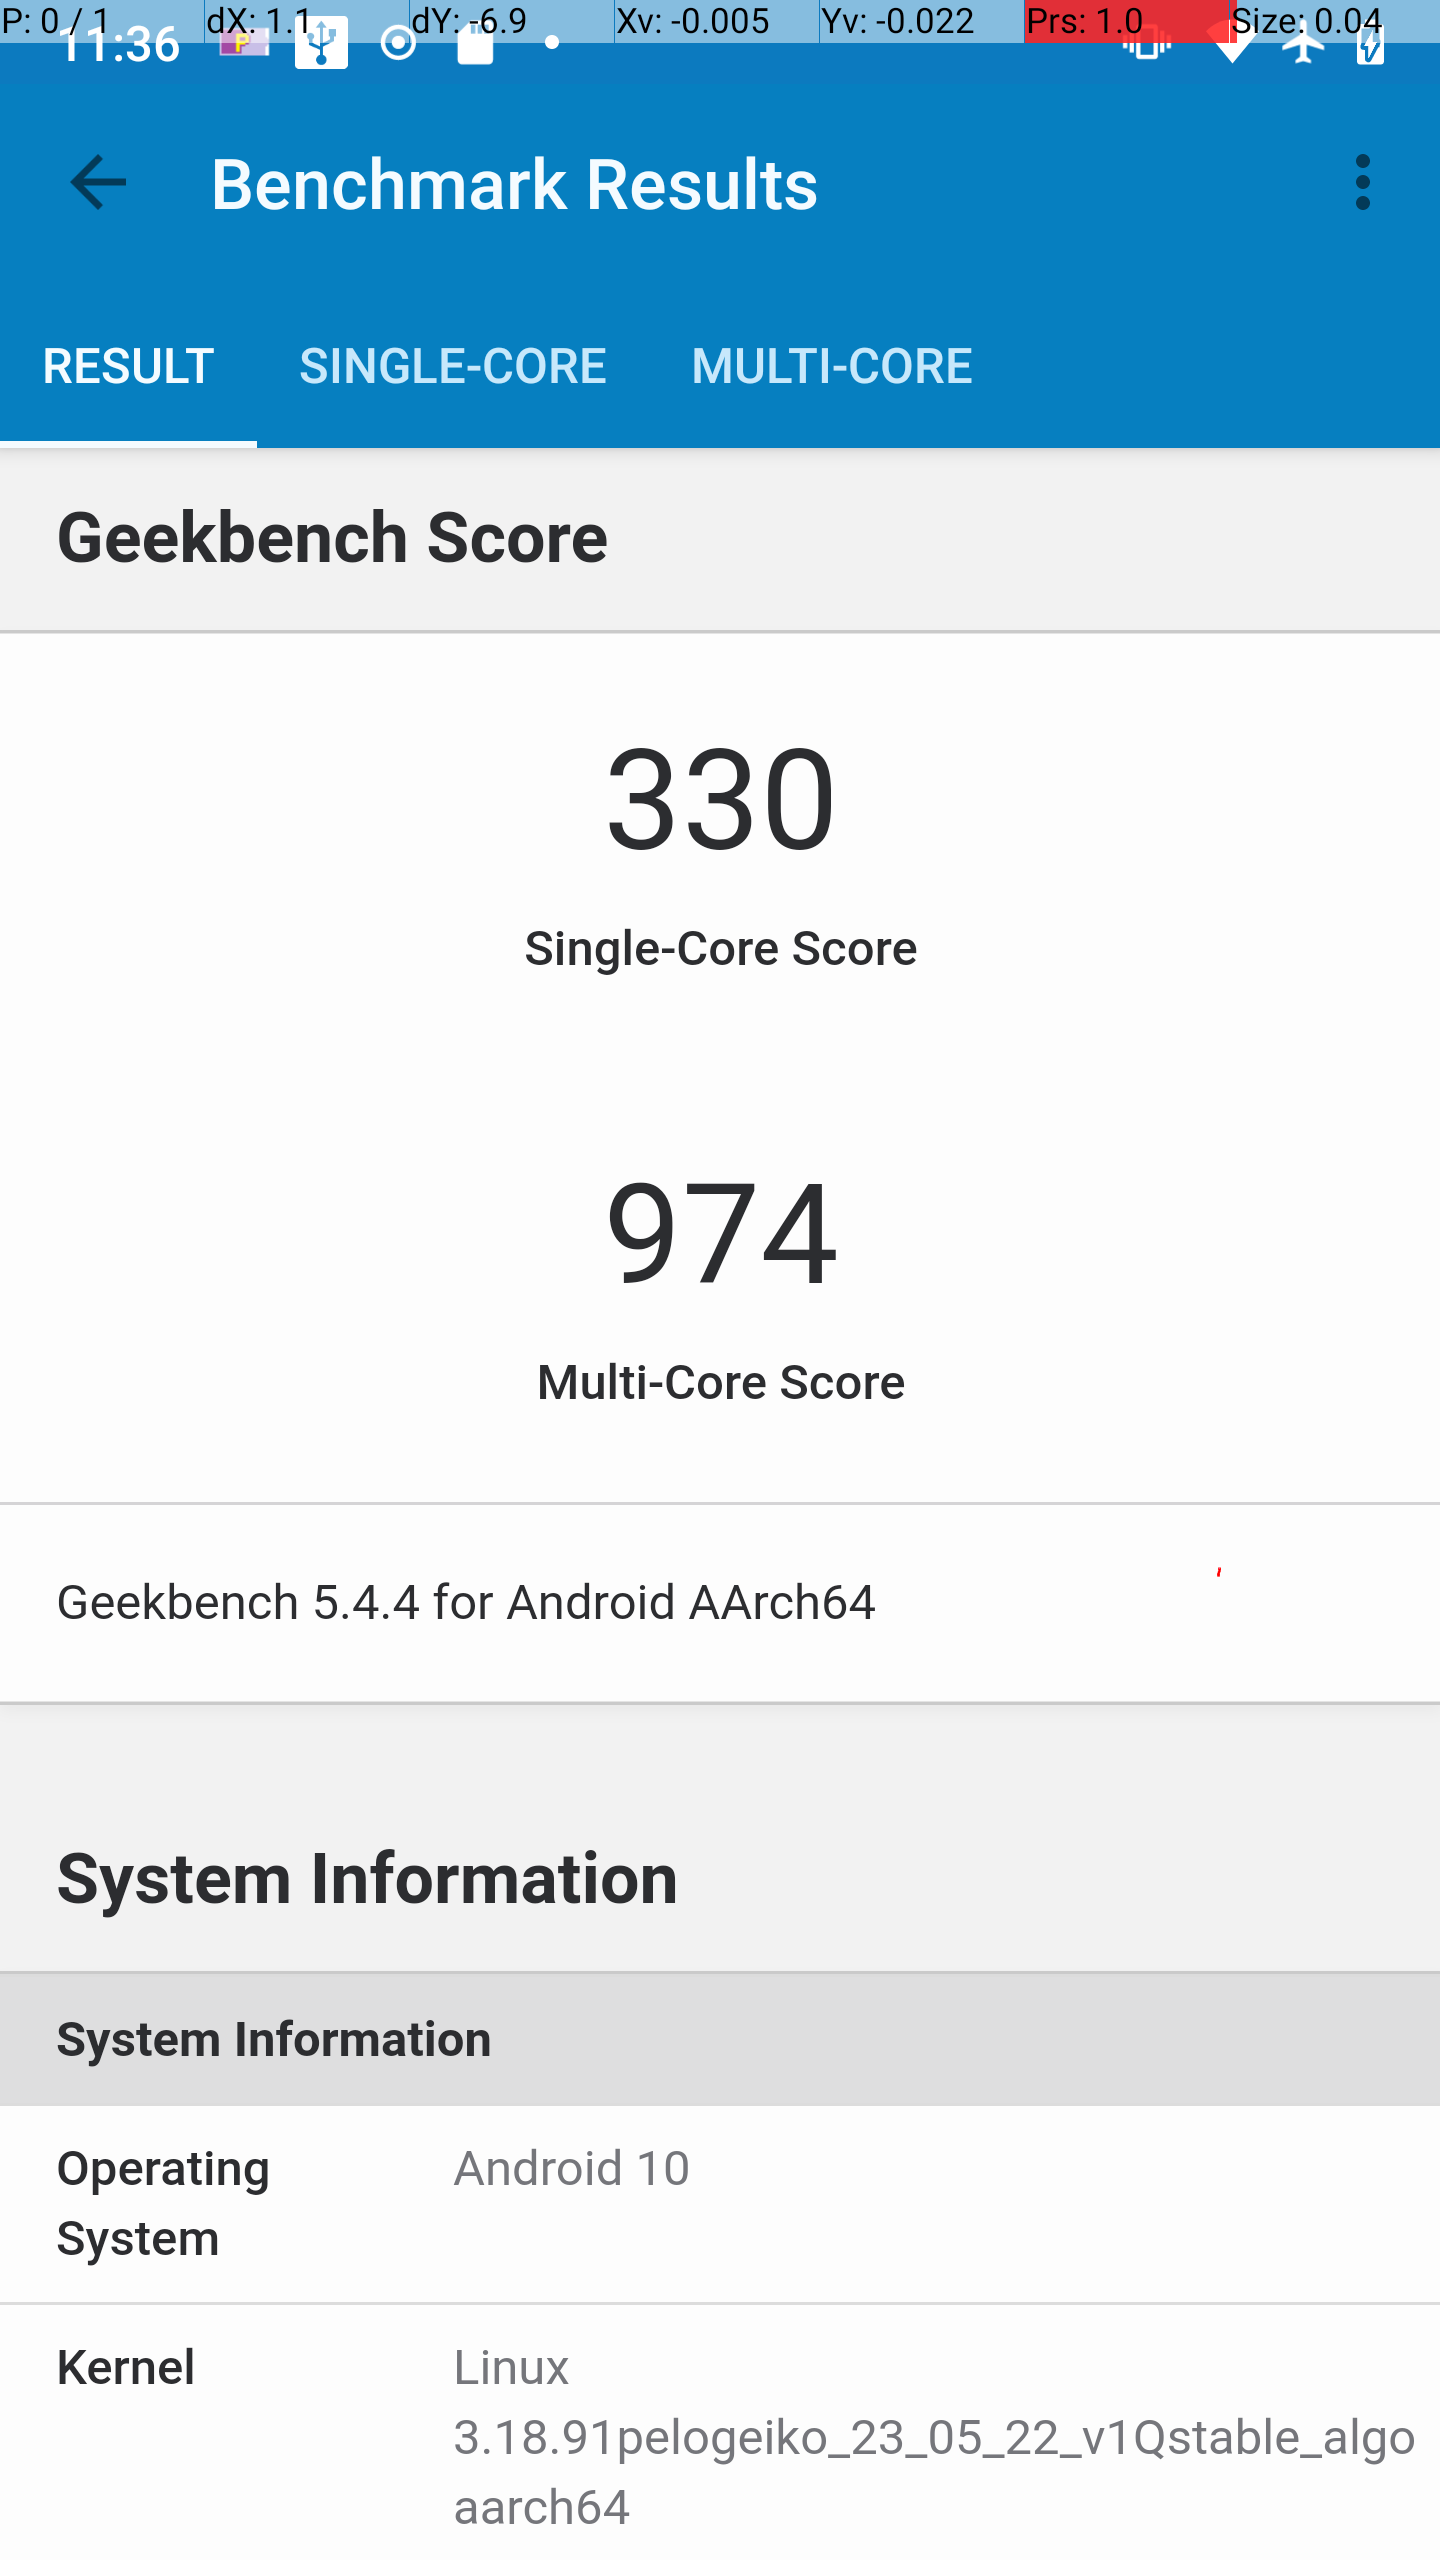 P: 0 / 1 dX: 1.1 dY: -6.9 Xv: -0.005 Yv: -0.022 Prs: 1.0 Size: 0.04
11:36 P
Benchmark Results
RESULT SINGLE-CORE MULTI-CORE
Geekbench Score
330
Single-Core Score
974
Multi-Core Score
Geekbench 5.4.4 for Android AArch64
System Information
System Information
Operating System Android 10
Kernel Linux
3.18.91pelogeiko_23_05_22_v1Qstable_algo
aarch64